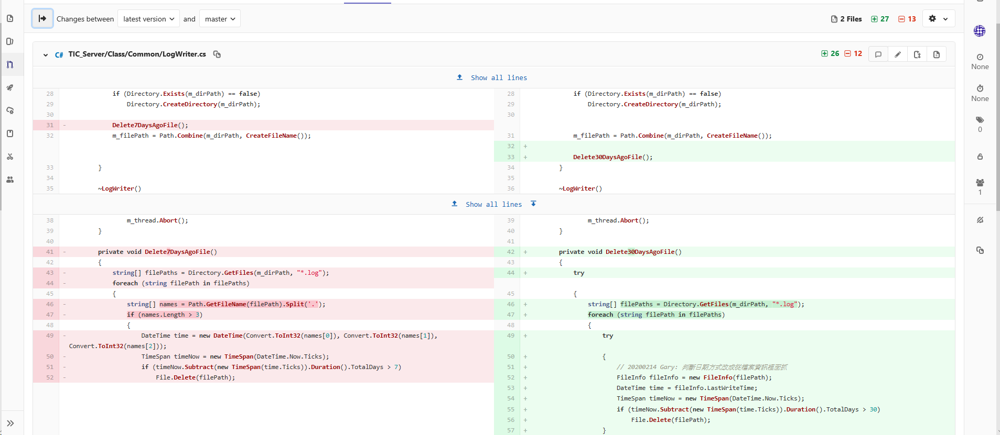 Changes between latest version and master 2 Files 27 13
C# TIC_Server/Class/Common/LogWriter.cs 26 12
Show all lines
28 if (Directory.Exists(m_dirPath) == false)
29 Directory.CreateDirectory(m_dirPath);
30
31 - Delete7DaysAgoFile();
32 m_filePath = Path.Combine(m_dirPath, CreateFileName());
33 }
34
35 ~LogWriter()
28 if (Directory.Exists(m_dirPath) == false)
29 Directory.CreateDirectory(m_dirPath);
30
31 m_filePath = Path.Combine(m_dirPath, CreateFileName());
32 +
33 + Delete30DaysAgoFile();
34 }
35
36 ~LogWriter()
Show all lines
38 m_thread.Abort();
39 }
40
41 - private void Delete7DaysAgoFile()
42 {
43 - string[] filePaths = Directory.GetFiles(m_dirPath, "*.log");
44 - foreach (string filePath in filePaths)
45 {
46 - string[] names = Path.GetFileName(filePath).Split('.');
47 - if (names.Length > 3)
48 {
49 - DateTime time = new DateTime(Convert.ToInt32(names[0]), Convert.ToInt32(names[1]),
Convert.ToInt32(names[2]));
50 - TimeSpan timeNow = new TimeSpan(DateTime.Now.Ticks);
51 - if (timeNow.Subtract(new TimeSpan(time.Ticks)).Duration().TotalDays > 7)
52 - File.Delete(filePath);
39 m_thread.Abort();
40 }
41
42 + private void Delete30DaysAgoFile()
43 {
44 + try
45 {
46 + string[] filePaths = Directory.GetFiles(m_dirPath, "*.log");
47 + foreach (string filePath in filePaths)
48 {
49 + try
50 + {
51 + // 20200214 Gary: 判斷日期方式改成從檔案資訊裡面抓
52 + FileInfo fileInfo = new FileInfo(filePath);
53 + DateTime time = fileInfo.LastWriteTime;
54 + TimeSpan timeNow = new TimeSpan(DateTime.Now.Ticks);
55 + if (timeNow.Subtract(new TimeSpan(time.Ticks)).Duration().TotalDays > 30)
56 + File.Delete(filePath);
57 + }
None
None
0
1